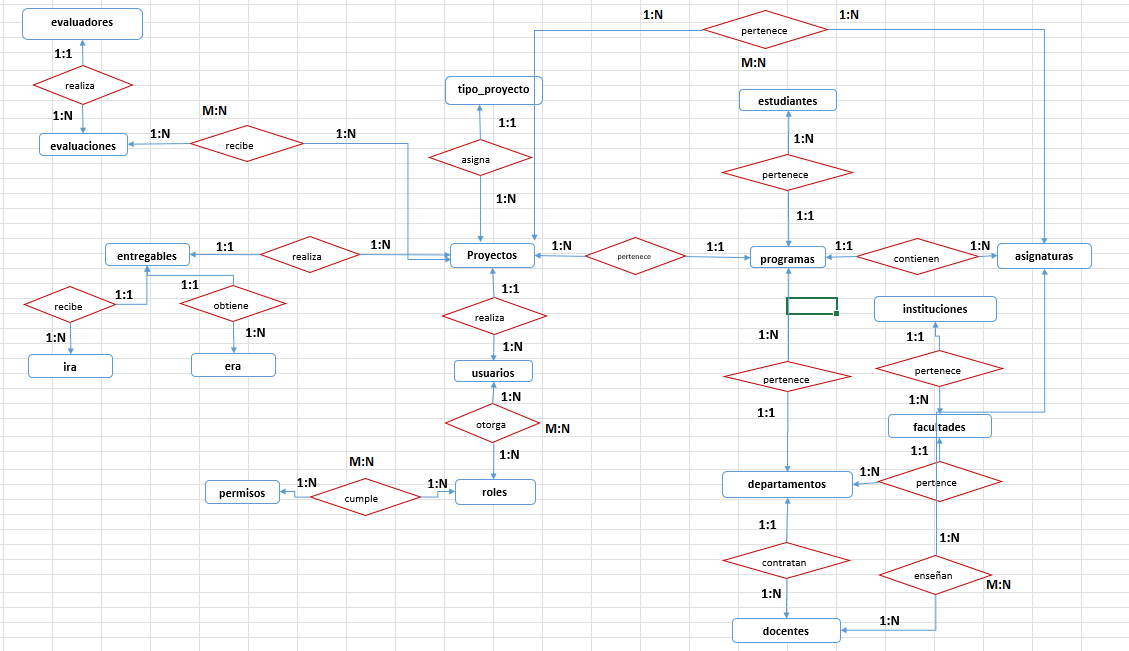 evaluadores
1:N
1:N
pertenece
M:N
1:1
realiza
1:N
evaluaciones
M:N
1:N
recibe
1:N
tipo_proyecto
1:1
asigna
1:N
estudiantes
1:N
pertenece
1:1
entregables
1:1
realiza
1:N
Proyectos
1:N
pertenece
1:1
programas
1:1
contienen
1:N
asignaturas
recibe
1:1
1:1
obtiene
1:N
1:N
ira
era
1:1
realiza
1:N
usuarios
1:N
otorga
M:N
1:N
M:N
permisos
1:N
cumple
1:N
roles
1:N
pertenece
1:1
instituciones
1:1
pertenece
1:N
facultades
1:1
departamentos
1:N
pertence
1:1
contratan
1:N
1:N
enseñan
M:N
docentes
1:N